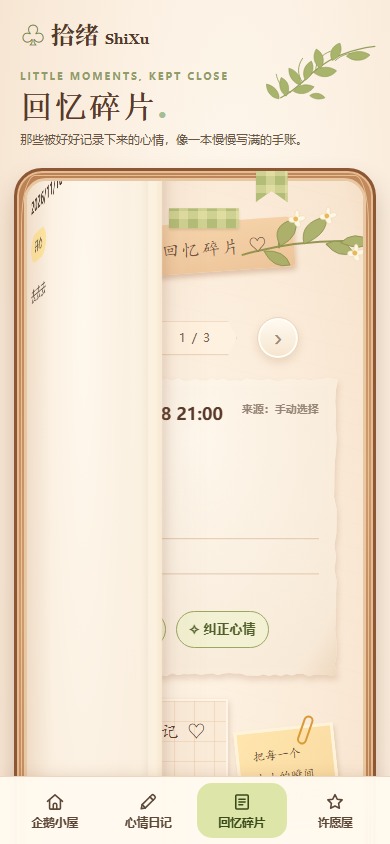 拾绪 ShiXu
LITTLE MOMENTS, KEPT CLOSE
回忆碎片.
那些被好好记录下来的心情，像一本慢慢写满的手账。
回忆碎片 ♡
1 / 3
›
8 21:00
来源：手动选择
✧ 纠正心情
记 ♡
把每一个
企鹅小屋
心情日记
回忆碎片
许愿屋